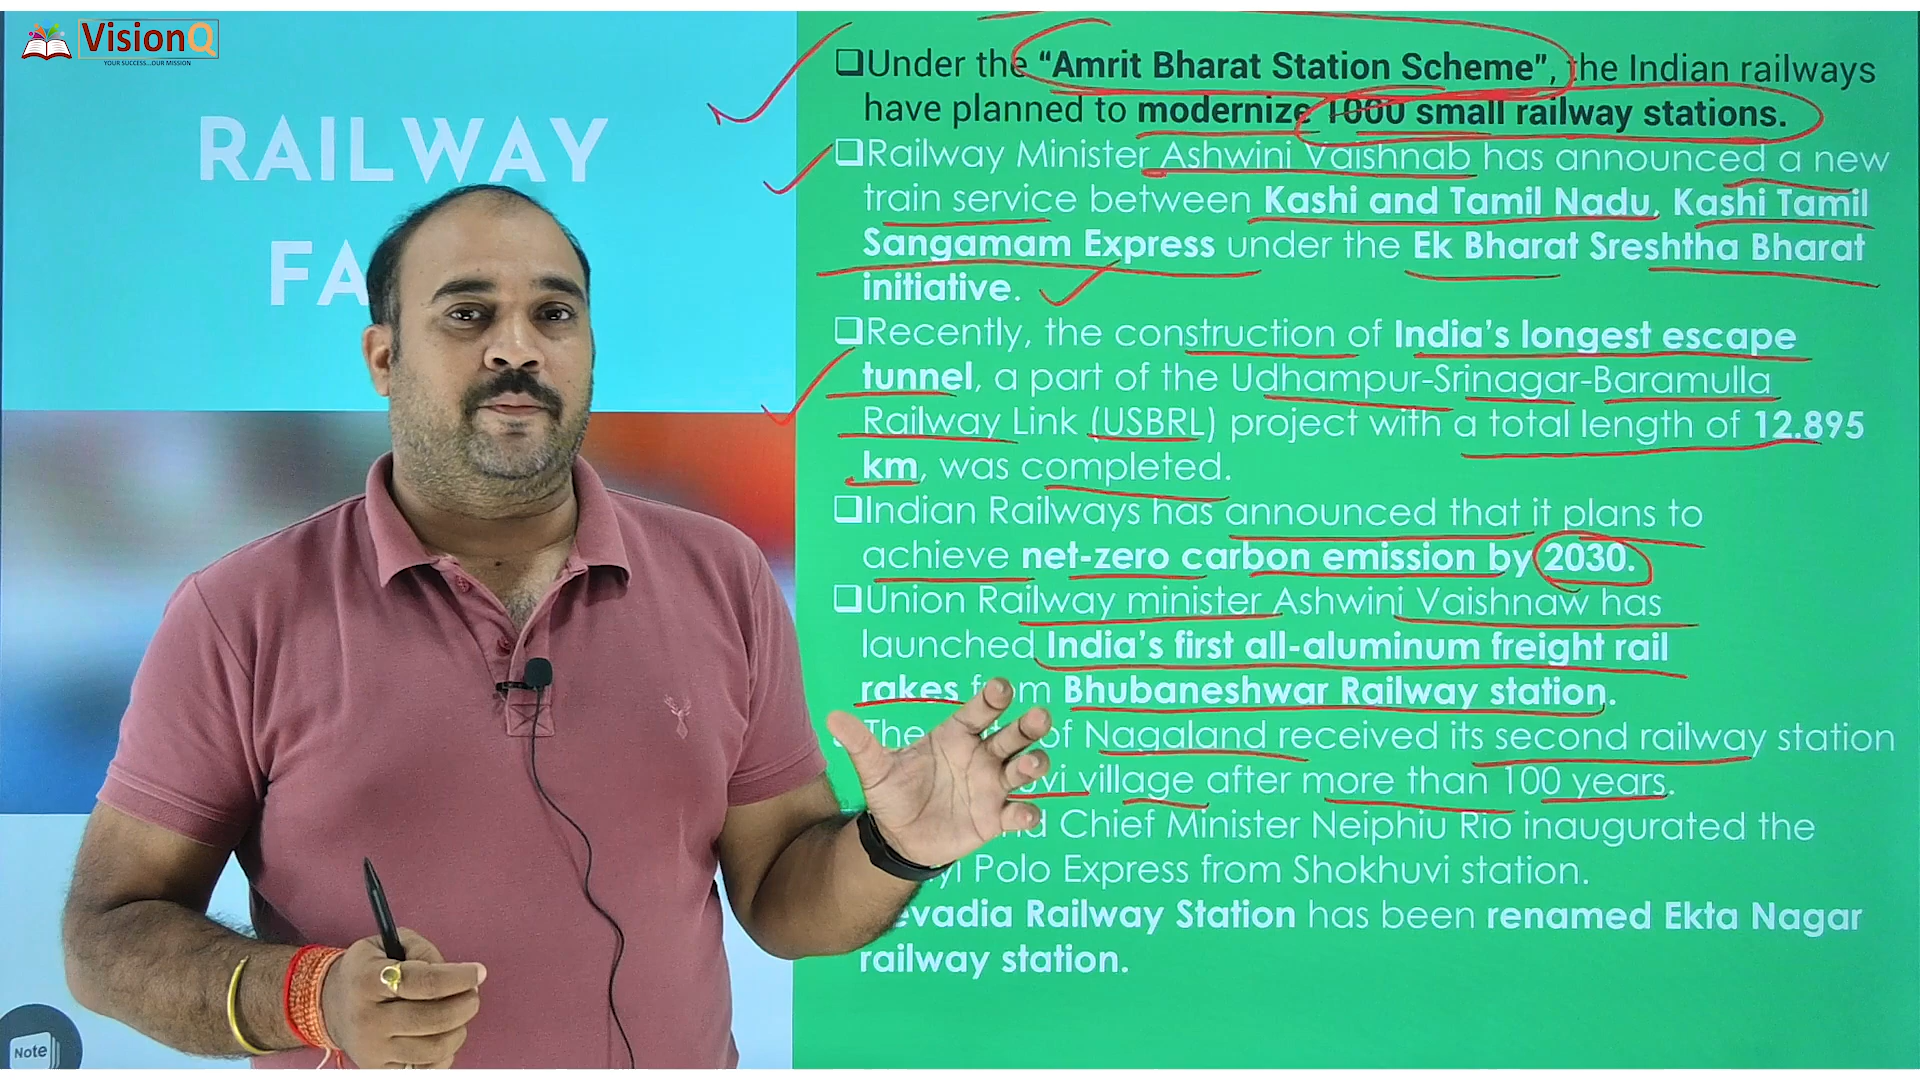 VisionQ
YOUR SUCCESS...OUR MISSION
RAILWAY
FA
❑Under the “Amrit Bharat Station Scheme”, the Indian railways
have planned to modernize 1000 small railway stations.
❑Railway Minister Ashwini Vaishnab has announced a new
train service between Kashi and Tamil Nadu, Kashi Tamil
Sangamam Express under the Ek Bharat Sreshtha Bharat
initiative.
❑Recently, the construction of India’s longest escape
tunnel, a part of the Udhampur-Srinagar-Baramulla
Railway Link (USBRL) project with a total length of 12.895
km, was completed.
❑Indian Railways has announced that it plans to
achieve net-zero carbon emission by 2030.
❑Union Railway minister Ashwini Vaishnaw has
launched India’s first all-aluminum freight rail
rakes from Bhubaneshwar Railway station.
The of Nagaland received its second railway station
uvi village after more than 100 years.
nd Chief Minister Neiphiu Rio inaugurated the
yi Polo Express from Shokhuvi station.
evadia Railway Station has been renamed Ekta Nagar
railway station.
Note